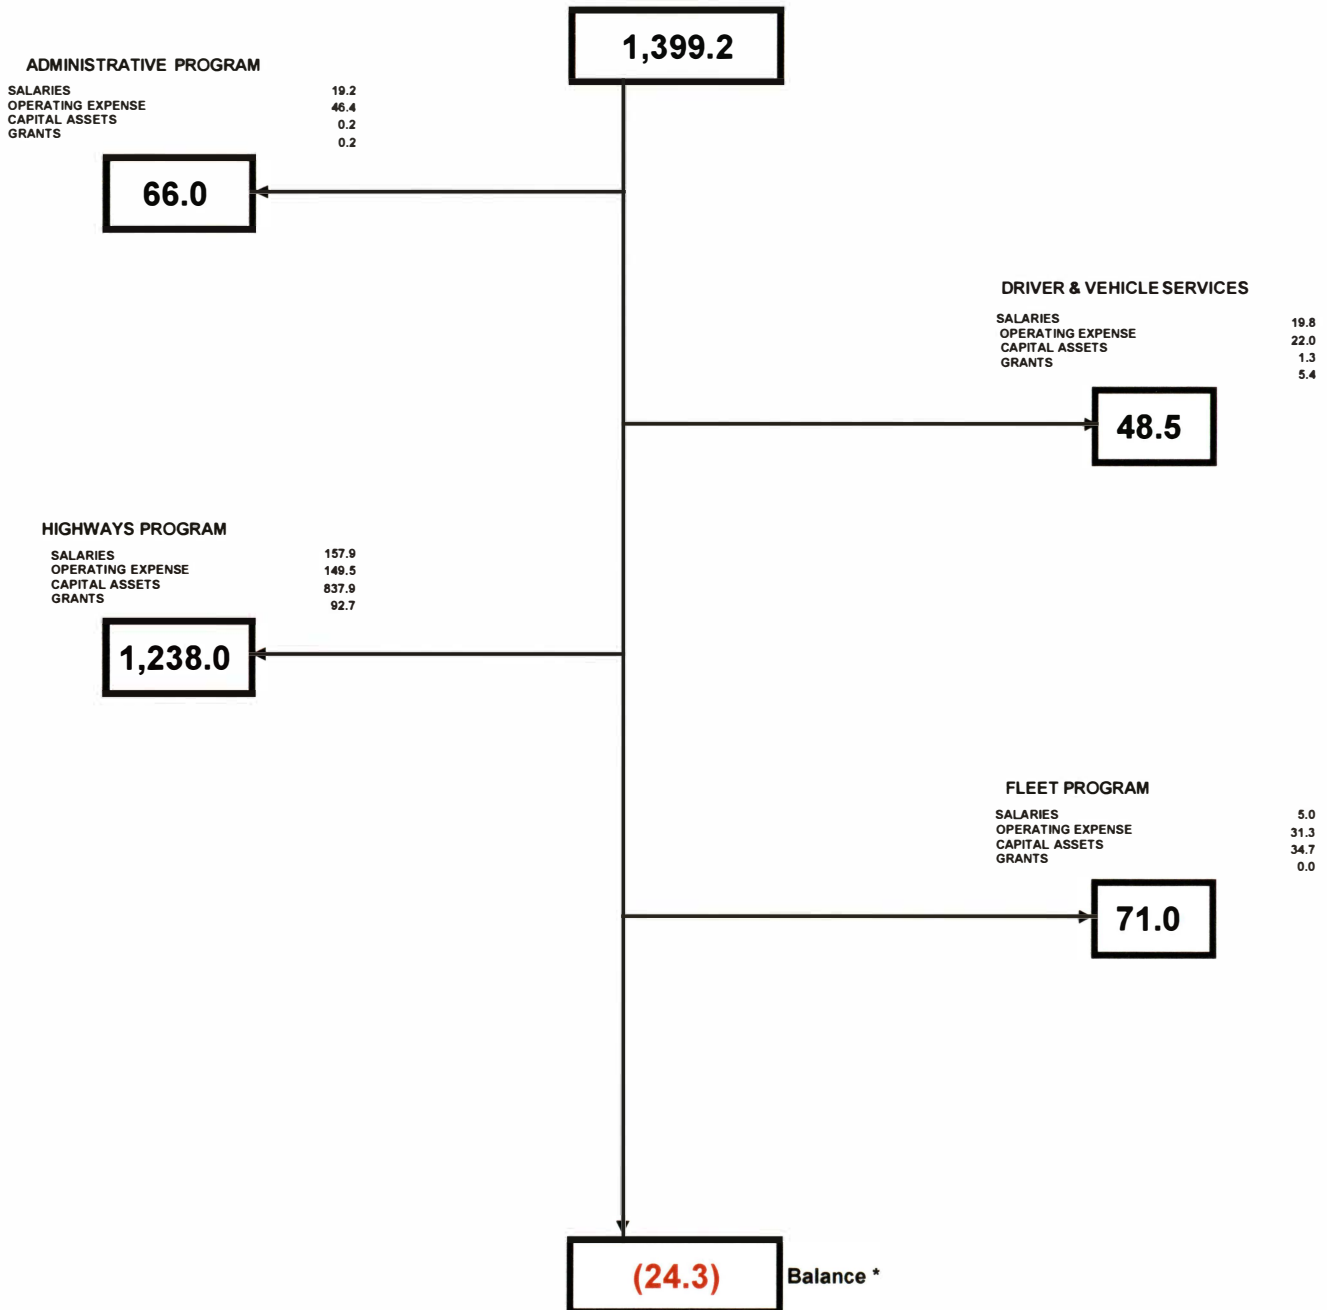 1,399.2
ADMINISTRATIVE PROGRAM
SALARIES 19.2
OPERATING EXPENSE 46.4
CAPITAL ASSETS 0.2
GRANTS 0.2
66.0
DRIVER & VEHICLE SERVICES
SALARIES 19.8
OPERATING EXPENSE 22.0
CAPITAL ASSETS 1.3
GRANTS 5.4
48.5
HIGHWAYS PROGRAM
SALARIES 157.9
OPERATING EXPENSE 149.5
CAPITAL ASSETS 837.9
GRANTS 92.7
1,238.0
FLEET PROGRAM
SALARIES 5.0
OPERATING EXPENSE 31.3
CAPITAL ASSETS 34.7
GRANTS 0.0
71.0
(24.3) Balance *